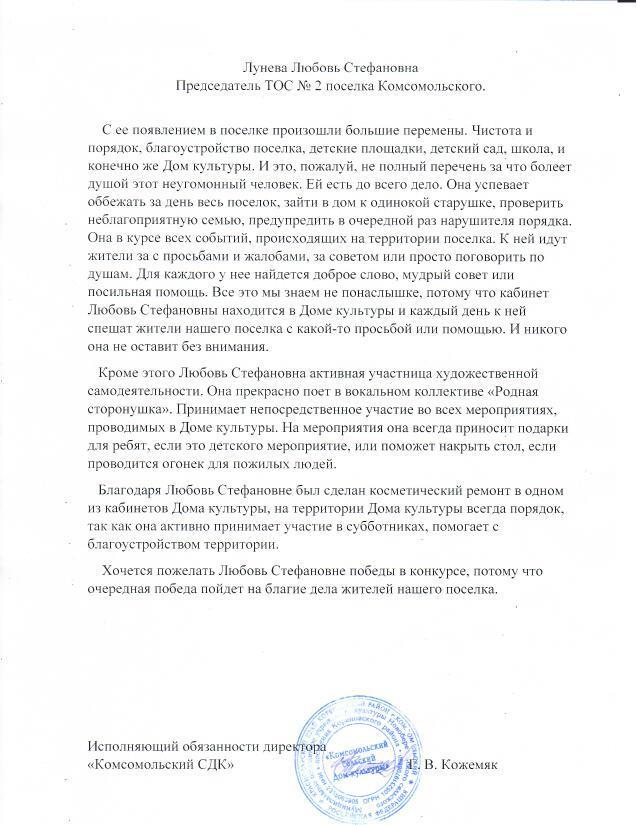 Лунева Любовь Стефановна
Председатель ТОС № 2 поселка Комсомольского.
С ее появлением в поселке произошли большие перемены. Чистота и
порядок, благоустройство поселка, детские площадки, детский сад, школа, и
конечно же Дом культуры. И это, пожалуй, не полный перечень за что болеет
душой этот неугомонный человек. Ей есть до всего дело. Она успевает
оббежать за день весь поселок, зайти в дом к одинокой старушке, проверить
неблагоприятную семью, предупредить в очередной раз нарушителя порядка.
Она в курсе всех событий, происходящих на территории поселка. К ней идут
жители за с просьбами и жалобами, за советом или просто поговорить по
душам. Для каждого у нее найдется доброе слово, мудрый совет или
посильная помощь. Все это мы знаем не понаслышке, потому что кабинет
Любовь Стефановны находится в Доме культуры и каждый день к ней
спешат жители нашего поселка с какой-то просьбой или помощью. И никого
она не оставит без внимания.
Кроме этого Любовь Стефановна активная участница художественной
самодеятельности. Она прекрасно поет в вокальном коллективе «Родная
сторонушка». Принимает непосредственное участие во всех мероприятиях,
проводимых в Доме культуры. На мероприятия она всегда приносит подарки
для ребят, если это детского мероприятие, или поможет накрыть стол, если
проводится огонек для пожилых людей.
Благодаря Любовь Стефановне был сделан косметический ремонт в одном
из кабинетов Дома культуры, на территории Дома культуры всегда порядок,
так как она активно принимает участие в субботниках, помогает с
благоустройством территории.
Хочется пожелать Любовь Стефановне победы в конкурсе, потому что
очередная победа пойдет на благие дела жителей нашего поселка.
Исполняющий обязанности директора
«Комсомольский СДК» Е. В. Кожемяк
«Комсомольский
сельский
Дом культуры»